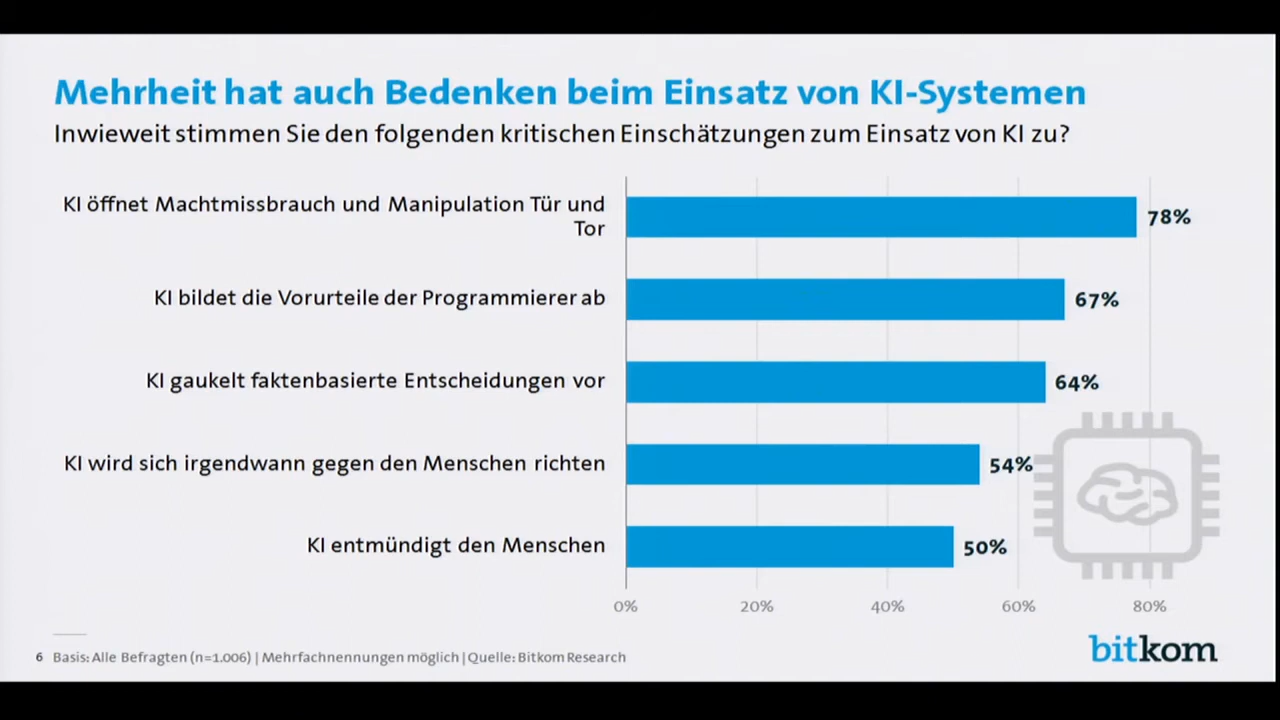 Mehrheit hat auch Bedenken beim Einsatz von KI-Systemen
Inwieweit stimmen Sie den folgenden kritischen Einschätzungen zum Einsatz von KI zu?
KI öffnet Machtmissbrauch und Manipulation Tür und
Tor
78%
KI bildet die Vorurteile der Programmierer ab
67%
KI gaukelt faktenbasierte Entscheidungen vor
64%
KI wird sich irgendwann gegen den Menschen richten
54%
KI entmündigt den Menschen
50%
0% 20% 40% 60% 80%
6 Basis: Alle Befragten (n=1.006) | Mehrfachnennungen möglich | Quelle: Bitkom Research
bitkom